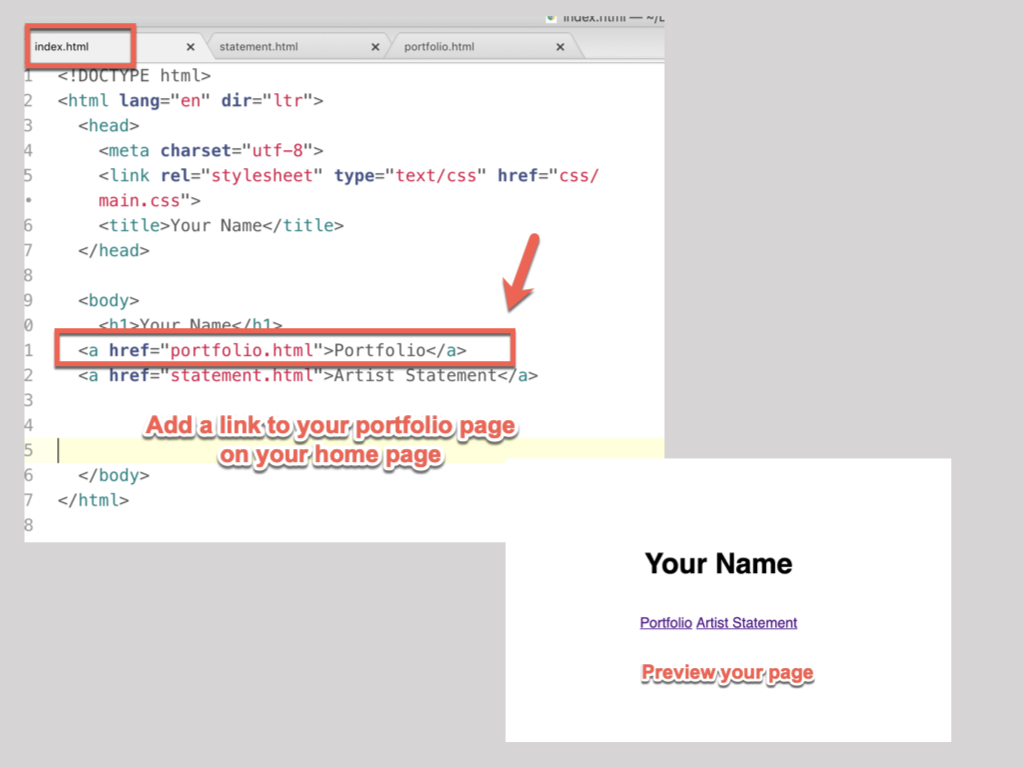 index.html — ~/
index.html × statement.html × portfolio.html ×
1 <!DOCTYPE html>
2 <html lang="en" dir="ltr">
3 <head>
4 <meta charset="utf-8">
5 <link rel="stylesheet" type="text/css" href="css/
• main.css">
6 <title>Your Name</title>
7 </head>
8
9 <body>
0 <h1>Your Name</h1>
1 <a href="portfolio.html">Portfolio</a>
2 <a href="statement.html">Artist Statement</a>
3
4
Add a link to your portfolio page
5
on your home page
6 </body>
7 </html>
8
Your Name
Portfolio Artist Statement
Preview your page